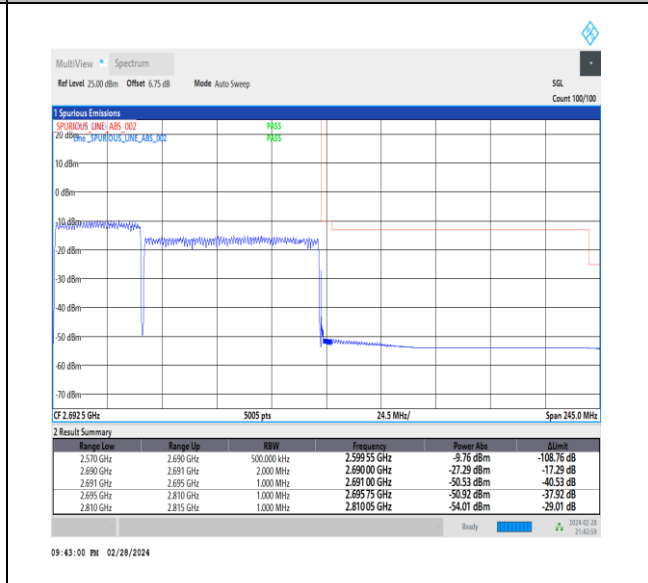 MultiView Spectrum
Ref Level 25.00 dBm Offset 6.75 dB Mode Auto Sweep SGL
Count 100/100
1 Spurious Emissions
SPURIOUS_LINE_ABS_002 PASS
20 dBm
Line _SPURIOUS_LINE_ABS_002 PASS
10 dBm
0 dBm
-10 dBm
-20 dBm
-30 dBm
-40 dBm
-50 dBm
-60 dBm
-70 dBm
CF 2.692 5 GHz 5005 pts 24.5 MHz/ Span 245.0 MHz
2 Result Summary
Range Low Range Up RBW Frequency Power Abs ΔLimit
2.570 GHz 2.690 GHz 500.000 kHz 2.599 55 GHz -9.76 dBm -108.76 dB
2.690 GHz 2.691 GHz 2.000 MHz 2.690 00 GHz -27.29 dBm -17.29 dB
2.691 GHz 2.695 GHz 1.000 MHz 2.691 00 GHz -50.53 dBm -40.53 dB
2.695 GHz 2.810 GHz 1.000 MHz 2.695 75 GHz -50.92 dBm -37.92 dB
2.810 GHz 2.815 GHz 1.000 MHz 2.810 05 GHz -54.01 dBm -29.01 dB
Ready 2024-02-28
21:42:59
09:43:00 PM 02/28/2024